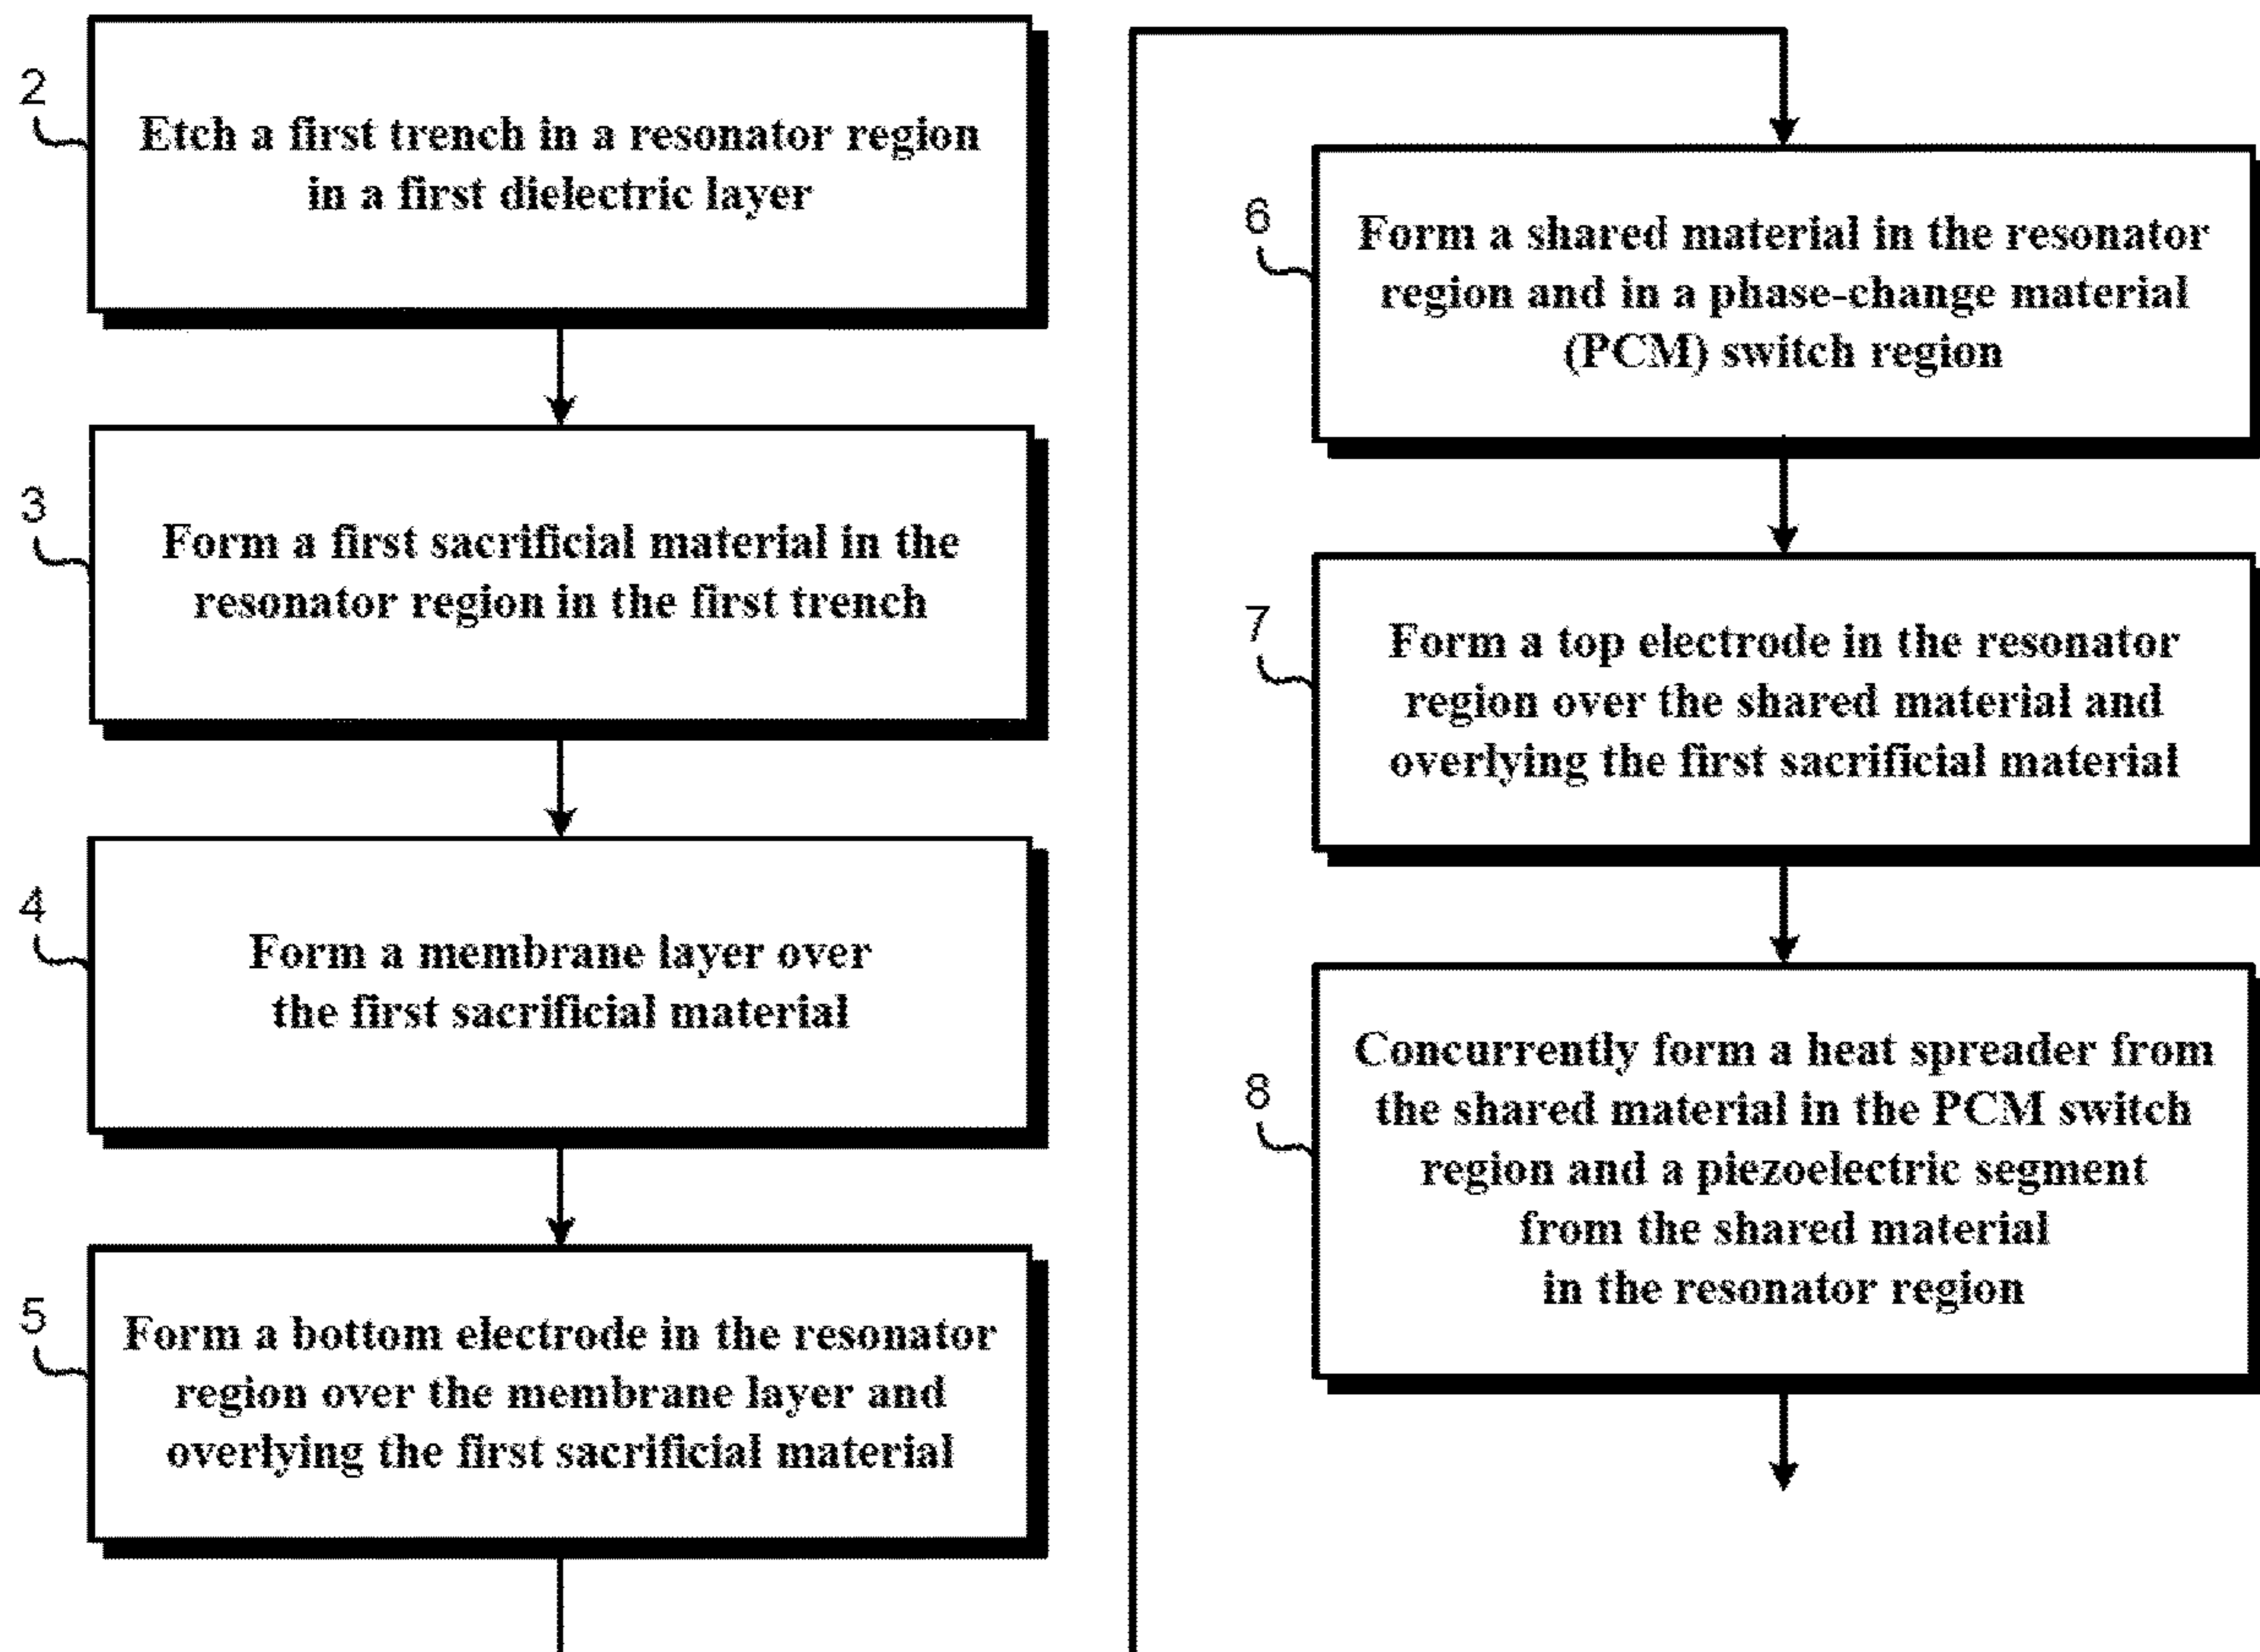 2
Etch a first trench in a resonator region
in a first dielectric layer
3
Form a first sacrificial material in the
resonator region in the first trench
4
Form a membrane layer over
the first sacrificial material
5
Form a bottom electrode in the resonator
region over the membrane layer and
overlying the first sacrificial material
6
Form a shared material in the resonator
region and in a phase-change material
(PCM) switch region
7
Form a top electrode in the resonator
region over the shared material and
overlying the first sacrificial material
8
Concurrently form a heat spreader from
the shared material in the PCM switch
region and a piezoelectric segment
from the shared material
in the resonator region